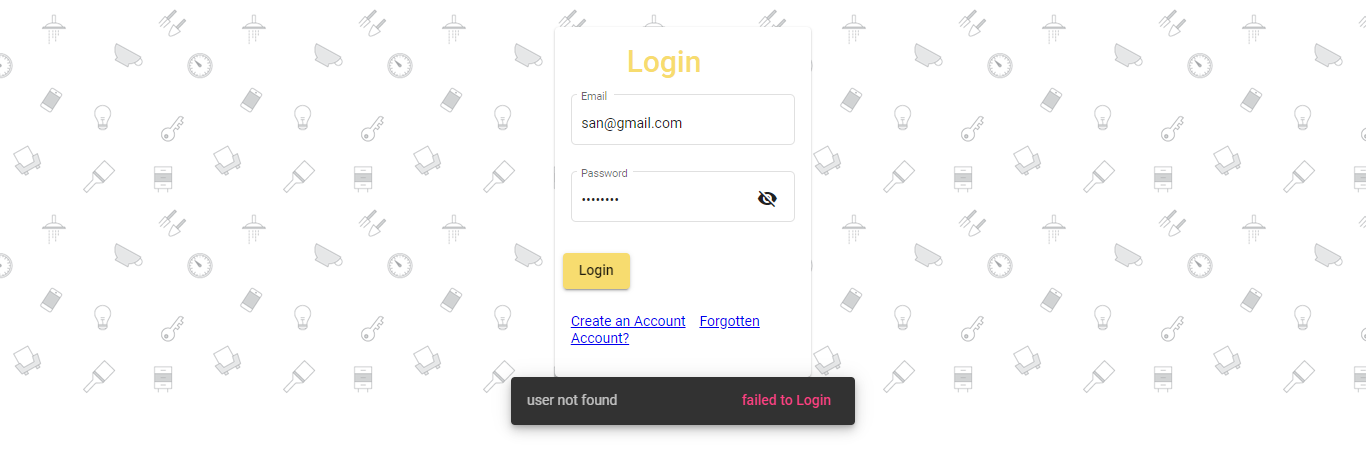 Login
Email
san@gmail.com
Password
••••••••
Login
Create an Account Forgotten
Account?
user not found failed to Login